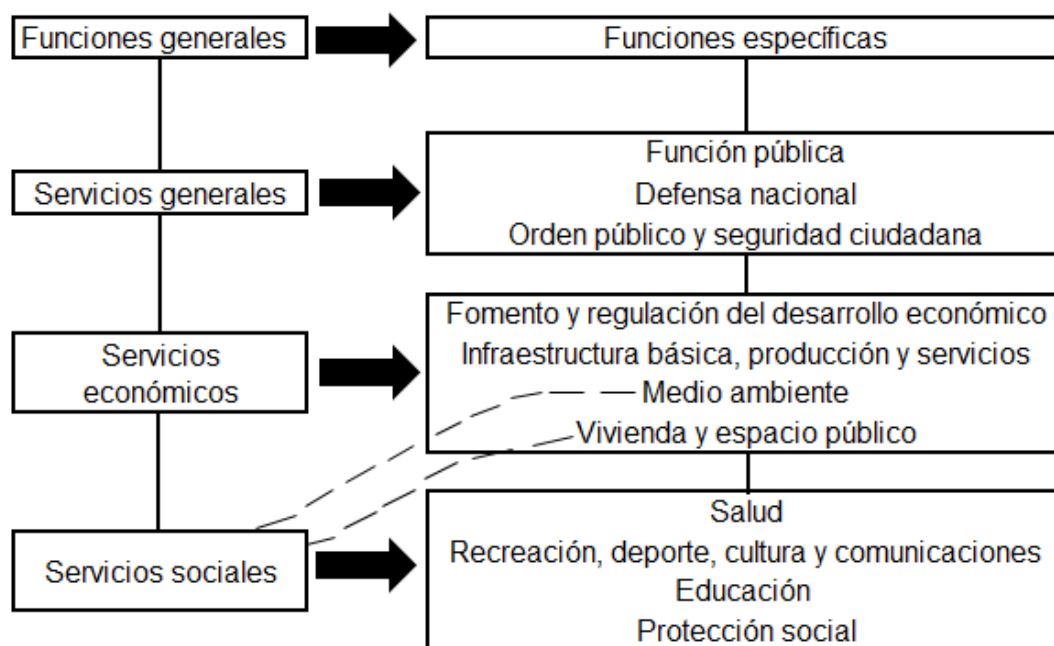 Funciones generales
Funciones específicas
Servicios generales
Función pública
Defensa nacional
Orden público y seguridad ciudadana
Servicios
económicos
Fomento y regulación del desarrollo económico
Infraestructura básica, producción y servicios
Medio ambiente
Vivienda y espacio público
Servicios sociales
Salud
Recreación, deporte, cultura y comunicaciones
Educación
Protección social